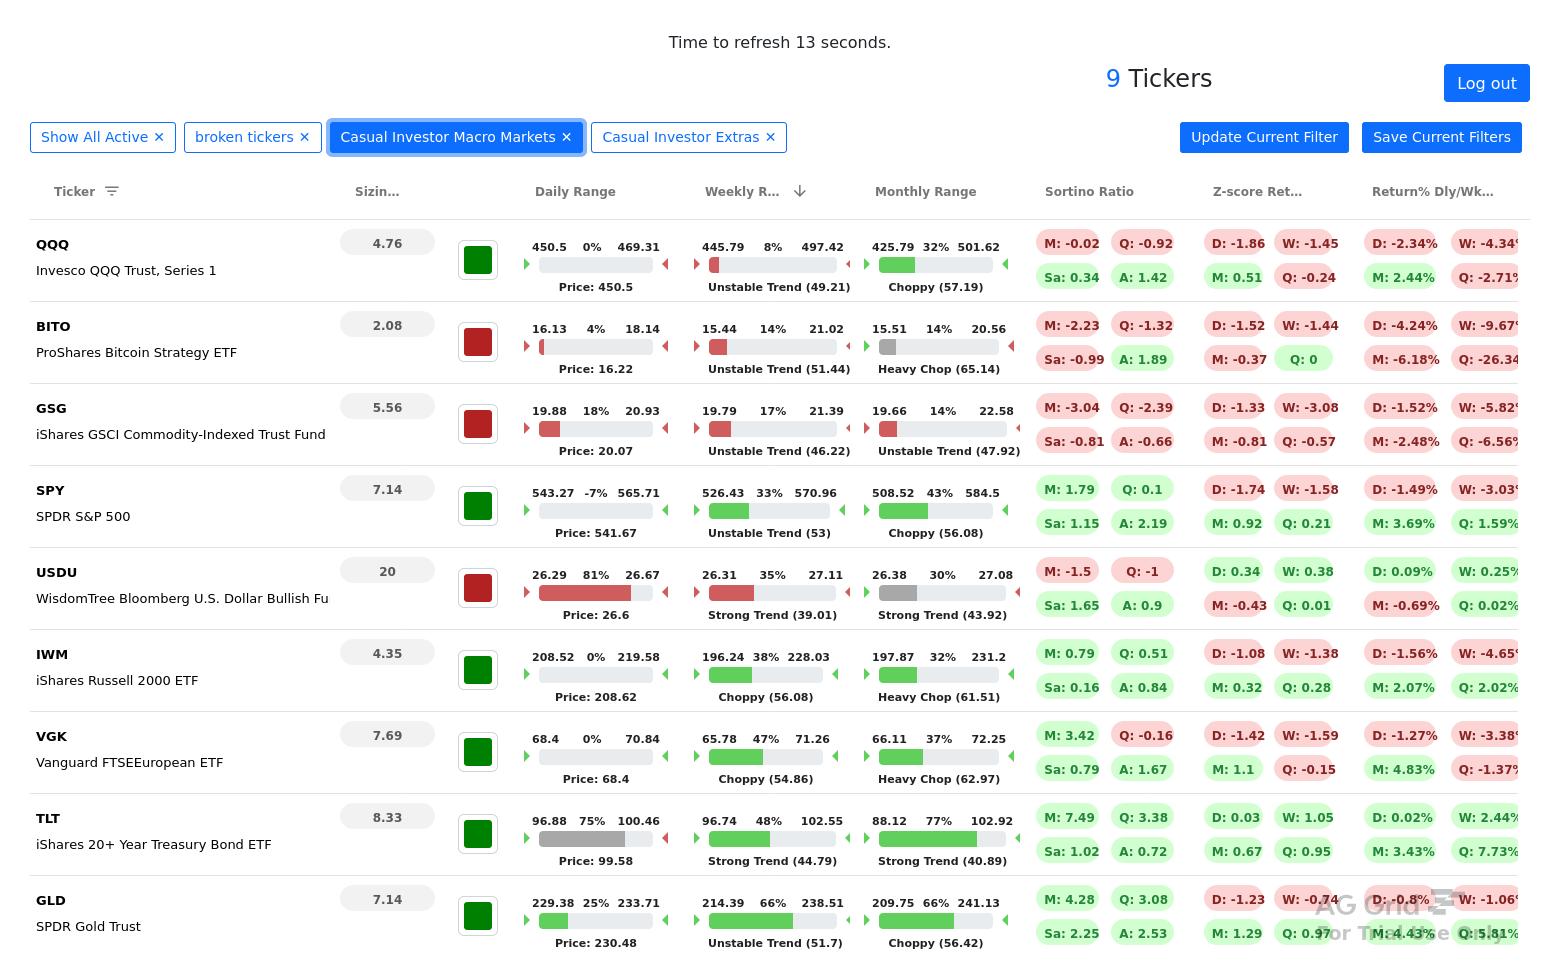 Time to refresh 13 seconds.
9 Tickers
Log out
Show All Active ✕ broken tickers ✕ Casual Investor Macro Markets ✕ Casual Investor Extras ✕ Update Current Filter Save Current Filters
Ticker Sizin... Daily Range Weekly R... Monthly Range Sortino Ratio Z-score Ret... Return% Dly/Wk...
QQQ 4.76 450.5 0% 469.31 445.79 8% 497.42 425.79 32% 501.62 M: -0.02 Q: -0.92 D: -1.86 W: -1.45 D: -2.34% W: -4.34%
Invesco QQQ Trust, Series 1 Price: 450.5 Unstable Trend (49.21) Choppy (57.19) Sa: 0.34 A: 1.42 M: 0.51 Q: -0.24 M: 2.44% Q: -2.71%
BITO 2.08 16.13 4% 18.14 15.44 14% 21.02 15.51 14% 20.56 M: -2.23 Q: -1.32 D: -1.52 W: -1.44 D: -4.24% W: -9.67%
ProShares Bitcoin Strategy ETF Price: 16.22 Unstable Trend (51.44) Heavy Chop (65.14) Sa: -0.99 A: 1.89 M: -0.37 Q: 0 M: -6.18% Q: -26.34
GSG 5.56 19.88 18% 20.93 19.79 17% 21.39 19.66 14% 22.58 M: -3.04 Q: -2.39 D: -1.33 W: -3.08 D: -1.52% W: -5.82%
iShares GSCI Commodity-Indexed Trust Fund Price: 20.07 Unstable Trend (46.22) Unstable Trend (47.92) Sa: -0.81 A: -0.66 M: -0.81 Q: -0.57 M: -2.48% Q: -6.56%
SPY 7.14 543.27 -7% 565.71 526.43 33% 570.96 508.52 43% 584.5 M: 1.79 Q: 0.1 D: -1.74 W: -1.58 D: -1.49% W: -3.03%
SPDR S&P 500 Price: 541.67 Unstable Trend (53) Choppy (56.08) Sa: 1.15 A: 2.19 M: 0.92 Q: 0.21 M: 3.69% Q: 1.59%
USDU 20 26.29 81% 26.67 26.31 35% 27.11 26.38 30% 27.08 M: -1.5 Q: -1 D: 0.34 W: 0.38 D: 0.09% W: 0.25%
WisdomTree Bloomberg U.S. Dollar Bullish Fu Price: 26.6 Strong Trend (39.01) Strong Trend (43.92) Sa: 1.65 A: 0.9 M: -0.43 Q: 0.01 M: -0.69% Q: 0.02%
IWM 4.35 208.52 0% 219.58 196.24 38% 228.03 197.87 32% 231.2 M: 0.79 Q: 0.51 D: -1.08 W: -1.38 D: -1.56% W: -4.65%
iShares Russell 2000 ETF Price: 208.62 Choppy (56.08) Heavy Chop (61.51) Sa: 0.16 A: 0.84 M: 0.32 Q: 0.28 M: 2.07% Q: 2.02%
VGK 7.69 68.4 0% 70.84 65.78 47% 71.26 66.11 37% 72.25 M: 3.42 Q: -0.16 D: -1.42 W: -1.59 D: -1.27% W: -3.38%
Vanguard FTSEEuropean ETF Price: 68.4 Choppy (54.86) Heavy Chop (62.97) Sa: 0.79 A: 1.67 M: 1.1 Q: -0.15 M: 4.83% Q: -1.37%
TLT 8.33 96.88 75% 100.46 96.74 48% 102.55 88.12 77% 102.92 M: 7.49 Q: 3.38 D: 0.03 W: 1.05 D: 0.02% W: 2.44%
iShares 20+ Year Treasury Bond ETF Price: 99.58 Strong Trend (44.79) Strong Trend (40.89) Sa: 1.02 A: 0.72 M: 0.67 Q: 0.95 M: 3.43% Q: 7.73%
GLD 7.14 229.38 25% 233.71 214.39 66% 238.51 209.75 66% 241.13 M: 4.28 Q: 3.08 D: -1.23 W: -0.74 D: -0.8% W: -1.06%
SPDR Gold Trust Price: 230.48 Unstable Trend (51.7) Choppy (56.42) Sa: 2.25 A: 2.53 M: 1.29 Q: 0.97 M: 4.43% Q: 5.81%
AG Grid
For Trial Use Only